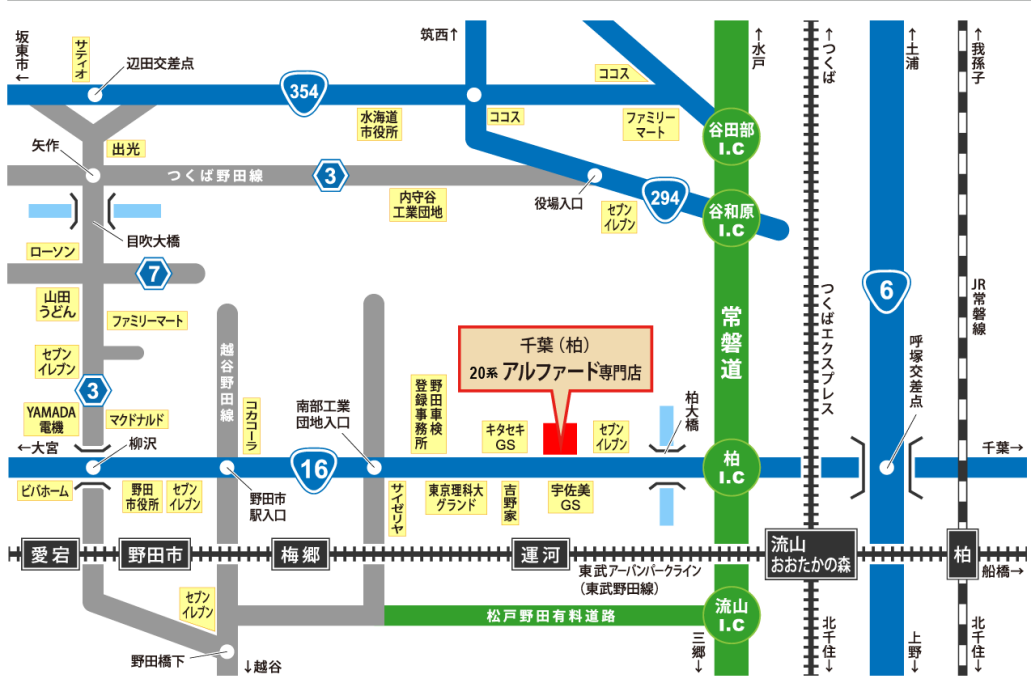 坂東市
←
サティオ
辺田交差点
354
筑西↑
ココス
↑水戸
↑つくば
↑土浦
↑我孫子
水海道
市役所
ココス
ファミリー
マート
谷田部
I.C
矢作
出光
つくば野田線
3
内守谷
工業団地
役場入口
セブン
イレブン
294
谷和原
I.C
目吹大橋
ローソン
7
山田
うどん
ファミリーマート
セブン
イレブン
3
越谷野田線
千葉（柏）
20系 アルファード専門店
常磐道
つくばエクスプレス
6
呼塚交差点
JR常磐線
YAMADA
電機
マクドナルド
コカコーラ
南部工業
団地入口
野田車検
登録事務所
キタセキ
GS
セブン
イレブン
柏大橋
←大宮
柳沢
16
柏
I.C
千葉→
ビバホーム
野田
市役所
セブン
イレブン
野田市
駅入口
サイゼリヤ
東京理科大
グランド
吉野家
宇佐美
GS
愛宕
野田市
梅郷
運河
東武アーバンパークライン
（東武野田線）
流山
おおたかの森
柏
船橋→
セブン
イレブン
松戸野田有料道路
流山
I.C
野田橋下
↓越谷
三郷↓
北千住↓
上野↓
北千住↓